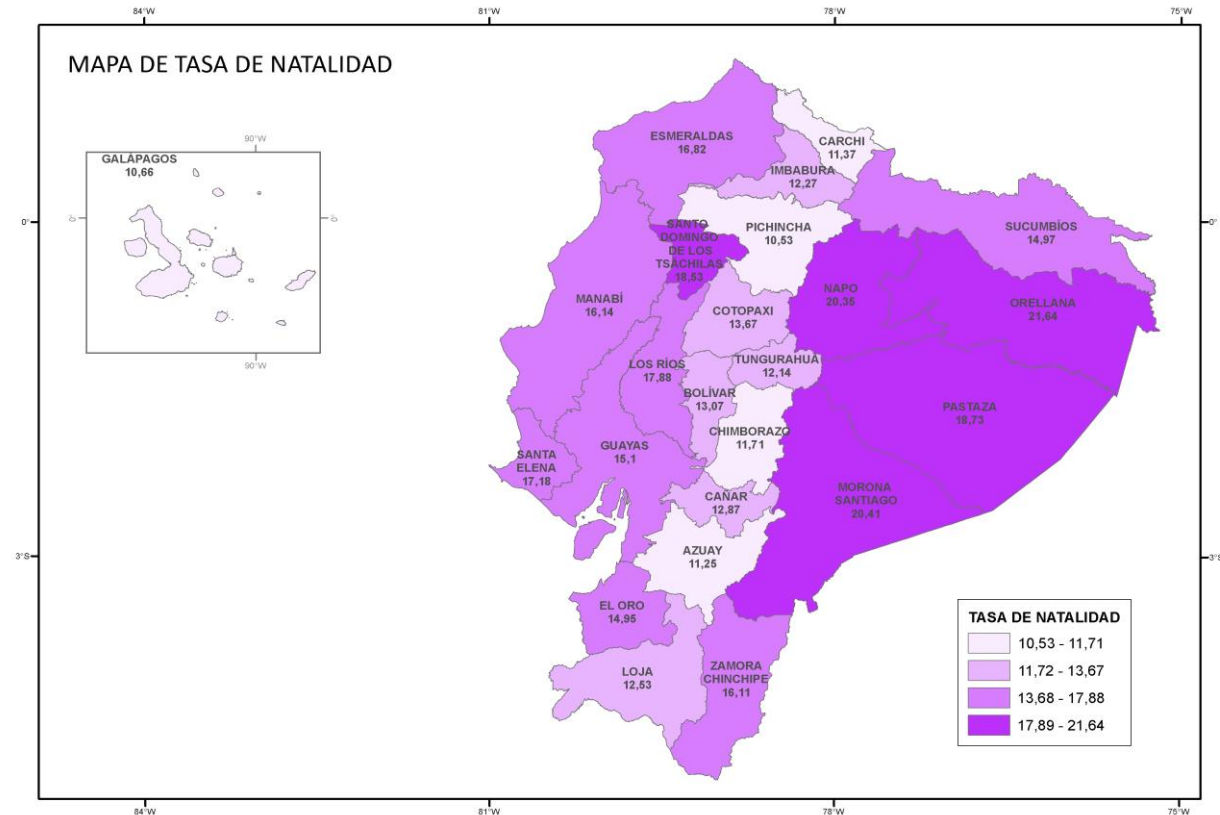 84°W
81°W
78°W
75°W
MAPA DE TASA DE NATALIDAD
90°W
GALÁPAGOS
10,66
0°
0°
90°W
ESMERALDAS
16,82
CARCHI
11,37
IMBABURA
12,27
0°
0°
PICHINCHA
10,53
SUCUMBÍOS
14,97
SANTO
DOMINGO
DE LOS
TSÁCHILAS
18,53
NAPO
20,35
ORELLANA
21,64
MANABÍ
16,14
COTOPAXI
13,67
LOS RÍOS
17,88
TUNGURAHUA
12,14
BOLÍVAR
13,07
PASTAZA
18,73
CHIMBORAZO
11,71
GUAYAS
15,1
SANTA
ELENA
17,18
MORONA
SANTIAGO
20,41
CAÑAR
12,87
3°S
3°S
AZUAY
11,25
EL ORO
14,95
LOJA
12,53
ZAMORA
CHINCHIPE
16,11
TASA DE NATALIDAD
10,53 - 11,71
11,72 - 13,67
13,68 - 17,88
17,89 - 21,64
84°W
81°W
78°W
75°W